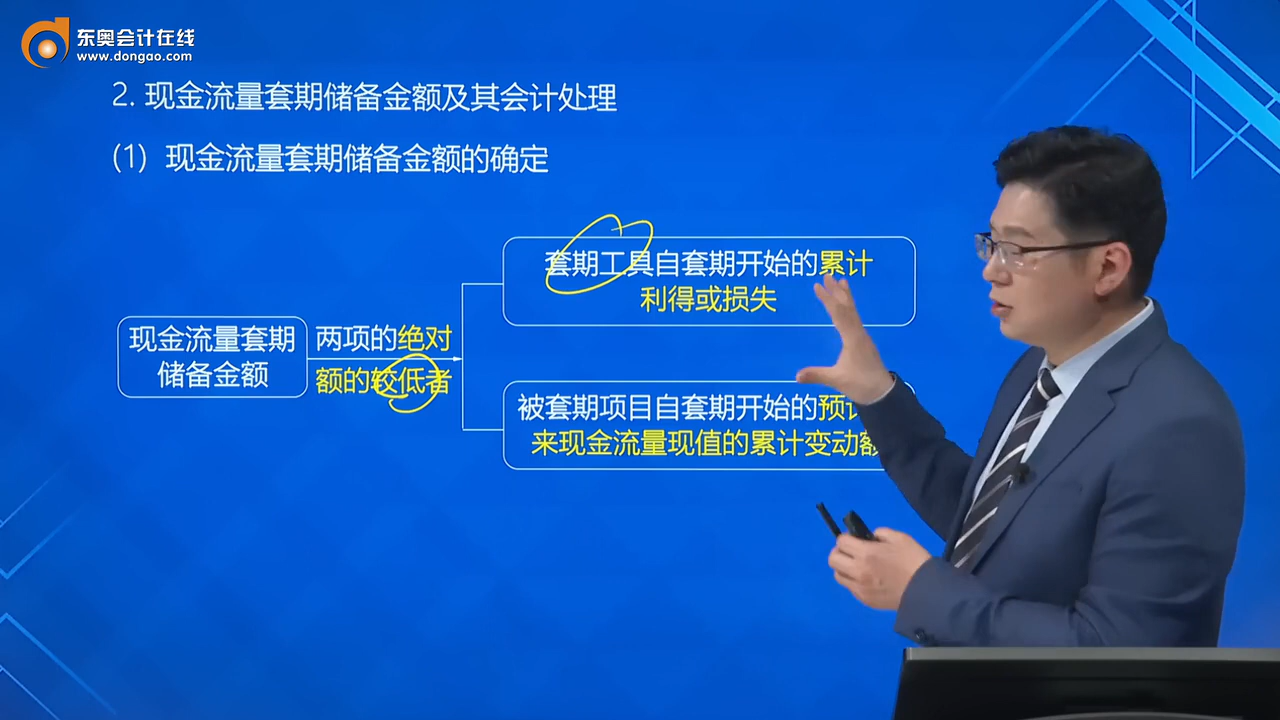 东奥会计在线
www.dongao.com
2. 现金流量套期储备金额及其会计处理
(1) 现金流量套期储备金额的确定
套期工具自套期开始的累计
利得或损失
现金流量套期
储备金额
两项的绝对
额的较低者
被套期项目自套期开始的预
来现金流量现值的累计变动